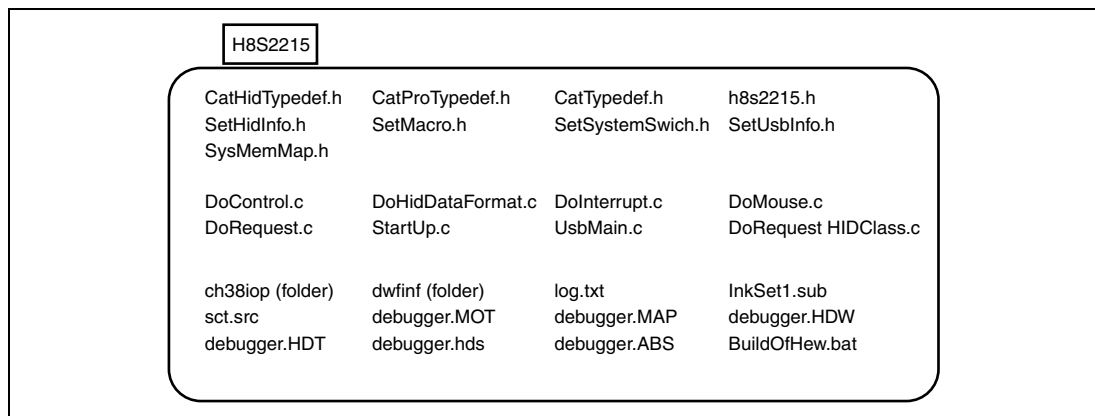 H8S2215
CatHidTypedef.h CatProTypedef.h CatTypedef.h h8s2215.h
SetHidInfo.h SetMacro.h SetSystemSwich.h SetUsbInfo.h
SysMemMap.h
DoControl.c DoHidDataFormat.c DoInterrupt.c DoMouse.c
DoRequest.c StartUp.c UsbMain.c DoRequest HIDClass.c
ch38iop (folder) dwfinf (folder) log.txt InkSet1.sub
sct.src debugger.MOT debugger.MAP debugger.HDW
debugger.HDT debugger.hds debugger.ABS BuildOfHew.bat